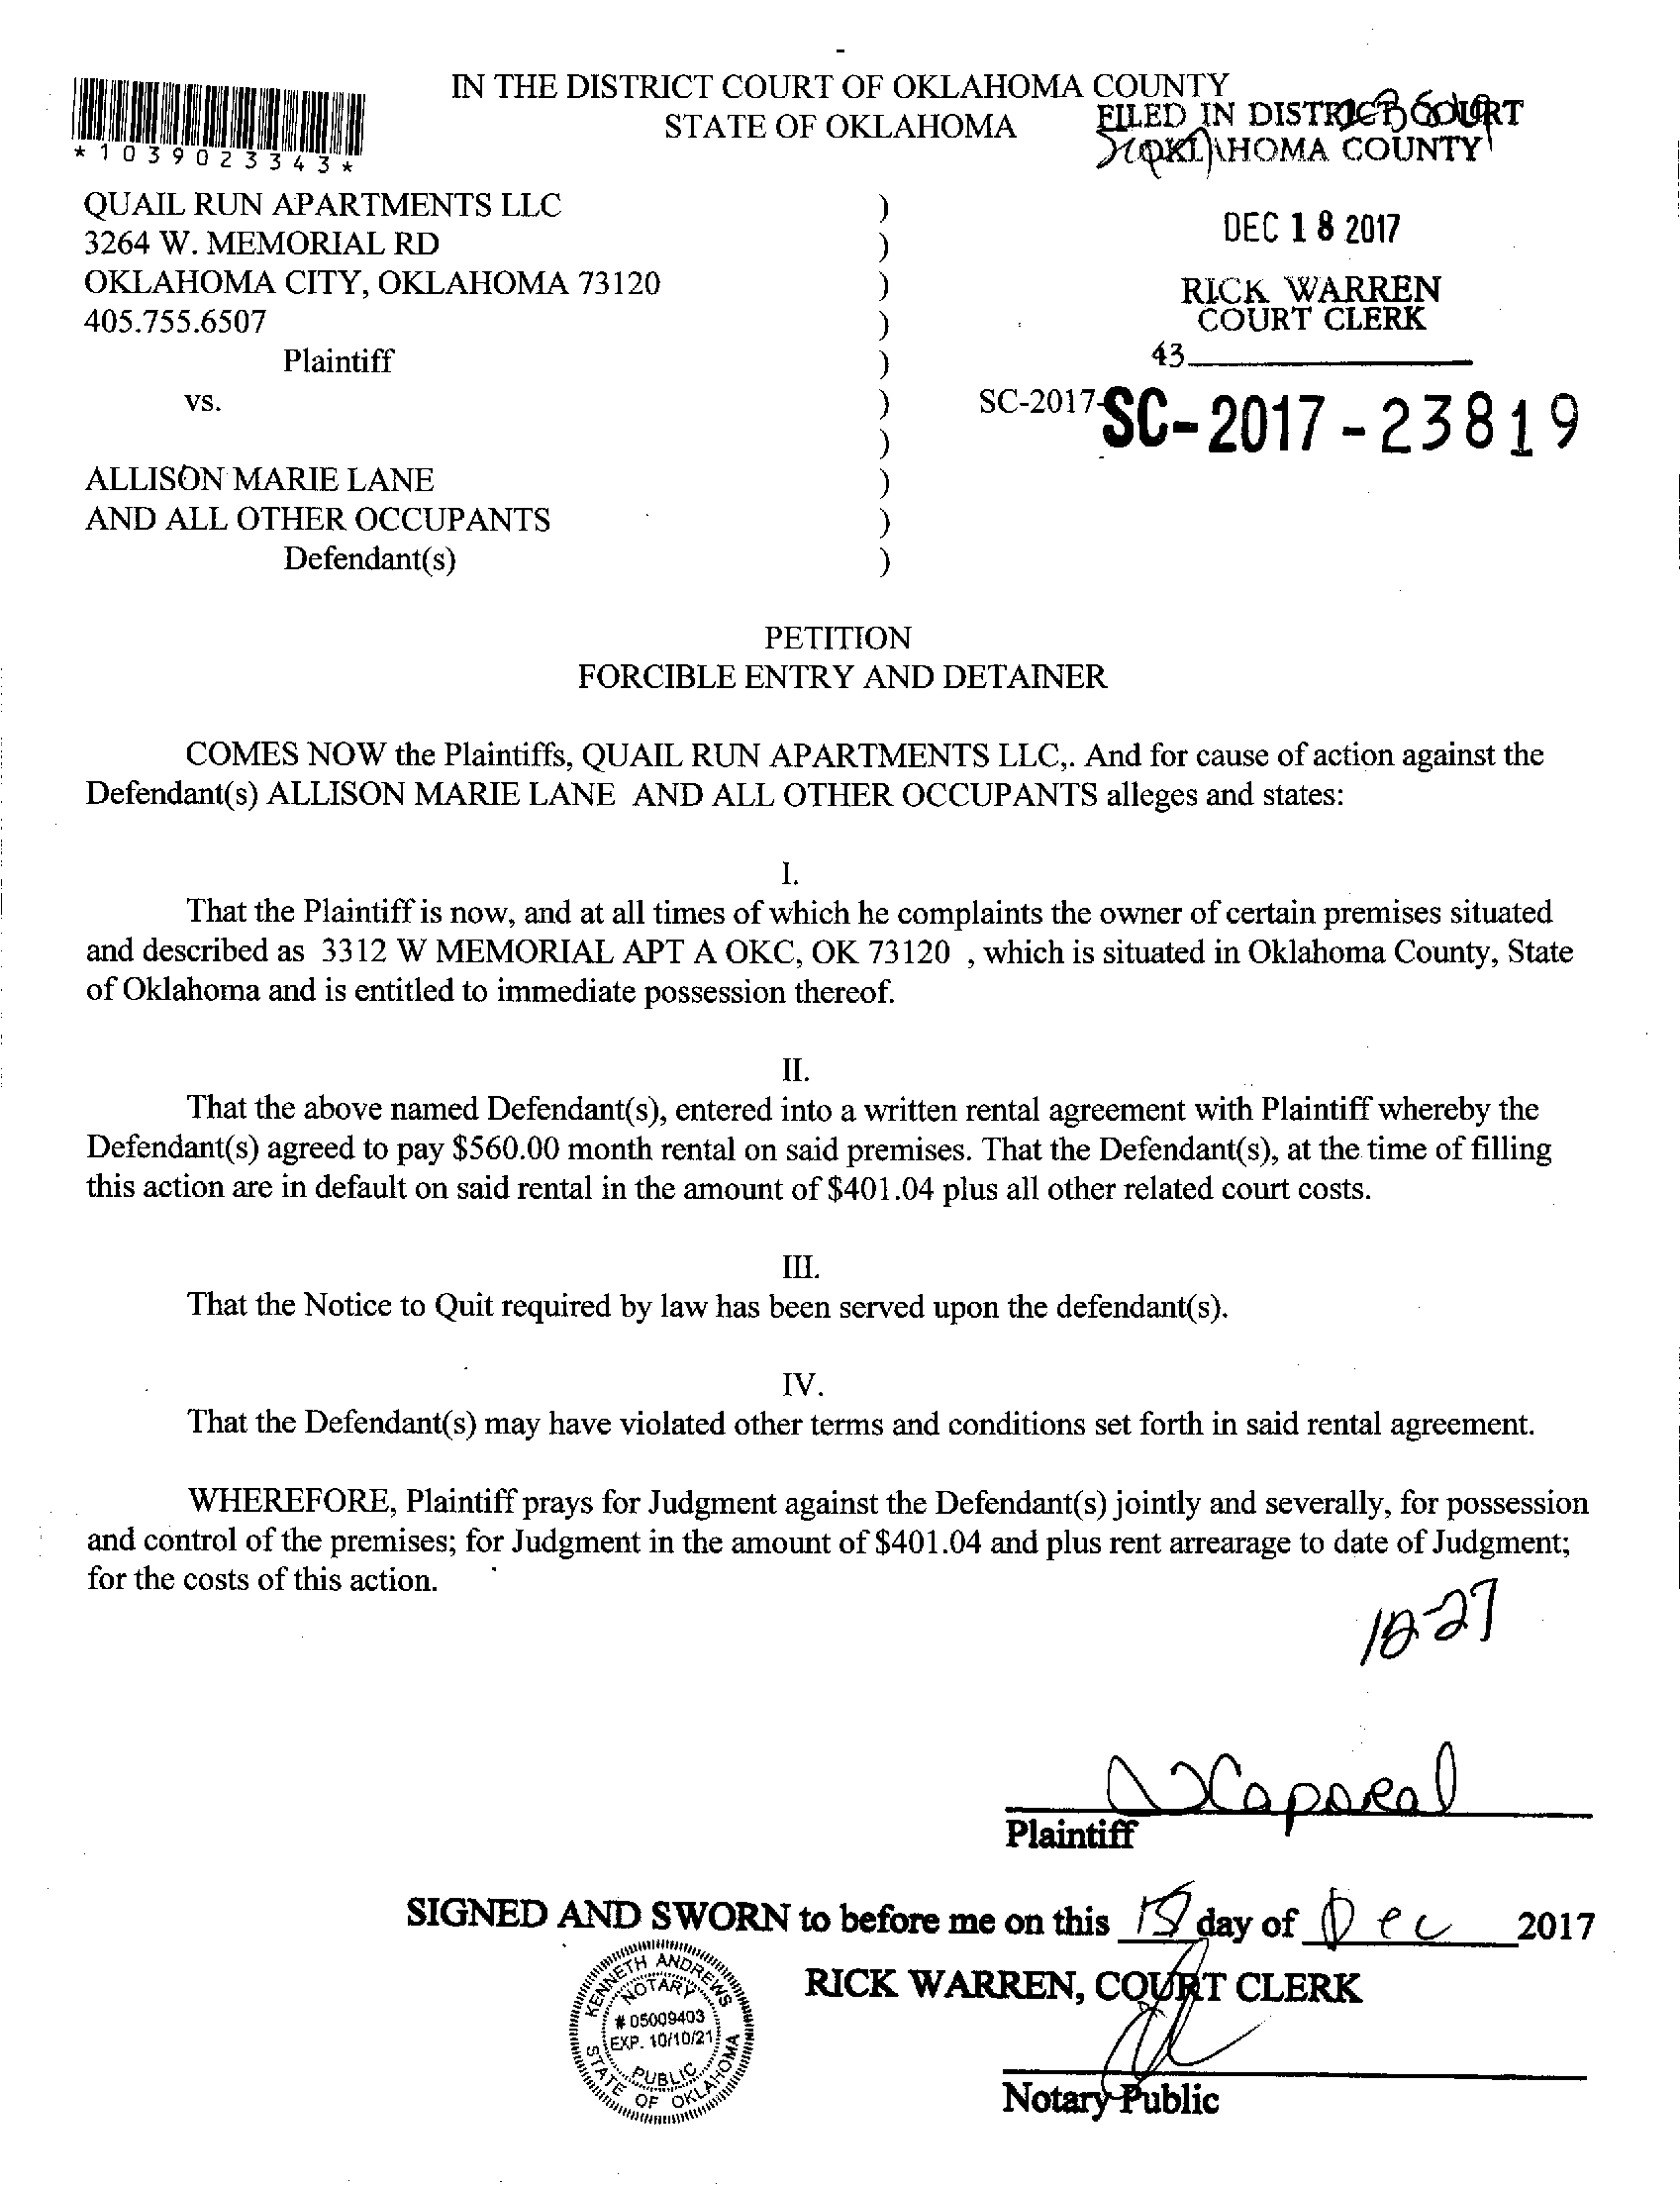 IN THE DISTRICT COURT OF OKLAHOMA COUNTY
STATE OF OKLAHOMA
FILED IN DISTRICT COURT
OKLAHOMA COUNTY
*1039023343*
QUAIL RUN APARTMENTS LLC )
3264 W. MEMORIAL RD )
DEC 18 2017
OKLAHOMA CITY, OKLAHOMA 73120 )
RICK WARREN
405.755.6507 )
COURT CLERK
Plaintiff )
43
vs. ) SC-2017-
SC-2017-23819
)
ALLISON MARIE LANE )
AND ALL OTHER OCCUPANTS )
Defendant(s) )
PETITION
FORCIBLE ENTRY AND DETAINER
COMES NOW the Plaintiffs, QUAIL RUN APARTMENTS LLC,. And for cause of action against the
Defendant(s) ALLISON MARIE LANE AND ALL OTHER OCCUPANTS alleges and states:
I.
That the Plaintiff is now, and at all times of which he complaints the owner of certain premises situated
and described as 3312 W MEMORIAL APT A OKC, OK 73120 , which is situated in Oklahoma County, State
of Oklahoma and is entitled to immediate possession thereof.
II.
That the above named Defendant(s), entered into a written rental agreement with Plaintiff whereby the
Defendant(s) agreed to pay $560.00 month rental on said premises. That the Defendant(s), at the time of filling
this action are in default on said rental in the amount of $401.04 plus all other related court costs.
III.
That the Notice to Quit required by law has been served upon the defendant(s).
IV.
That the Defendant(s) may have violated other terms and conditions set forth in said rental agreement.
WHEREFORE, Plaintiff prays for Judgment against the Defendant(s) jointly and severally, for possession
and control of the premises; for Judgment in the amount of $401.04 and plus rent arrearage to date of Judgment;
for the costs of this action.
12-27
Plaintiff
SIGNED AND SWORN to before me on this 18 day of Dec 2017
RICK WARREN, COURT CLERK
KENNETH ANDREWS
NOTARY
# 05009403
EXP. 10/10/21
PUBLIC
STATE OF OKLAHOMA
Notary Public